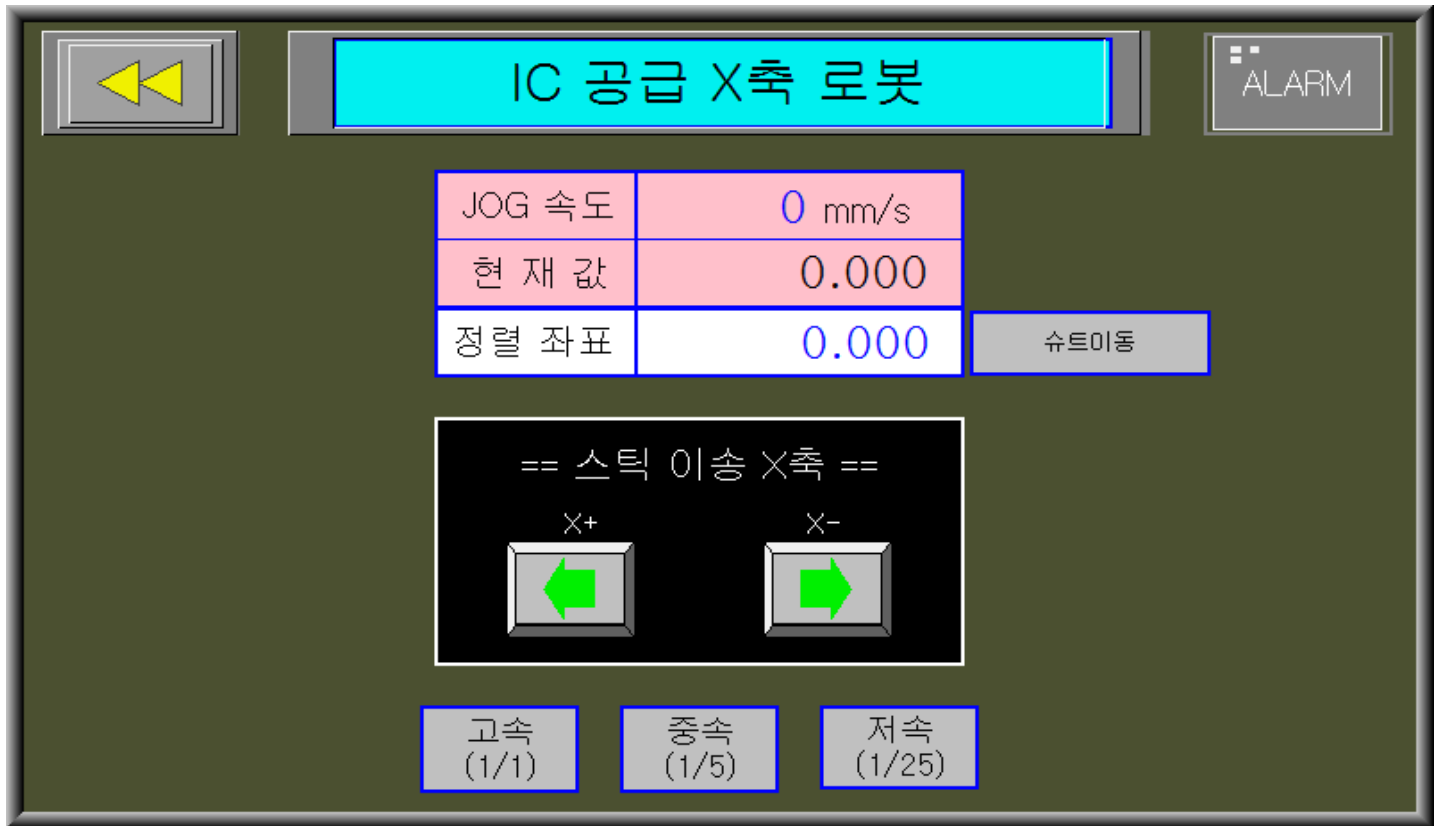 IC 공급 X축 로봇
ALARM
JOG 속도 0 mm/s
현 재 값 0.000
정렬 좌표 0.000 슈트이동
== 스틱 이송 X축 ==
X+ X-
고속 중속 저속
(1/1) (1/5) (1/25)